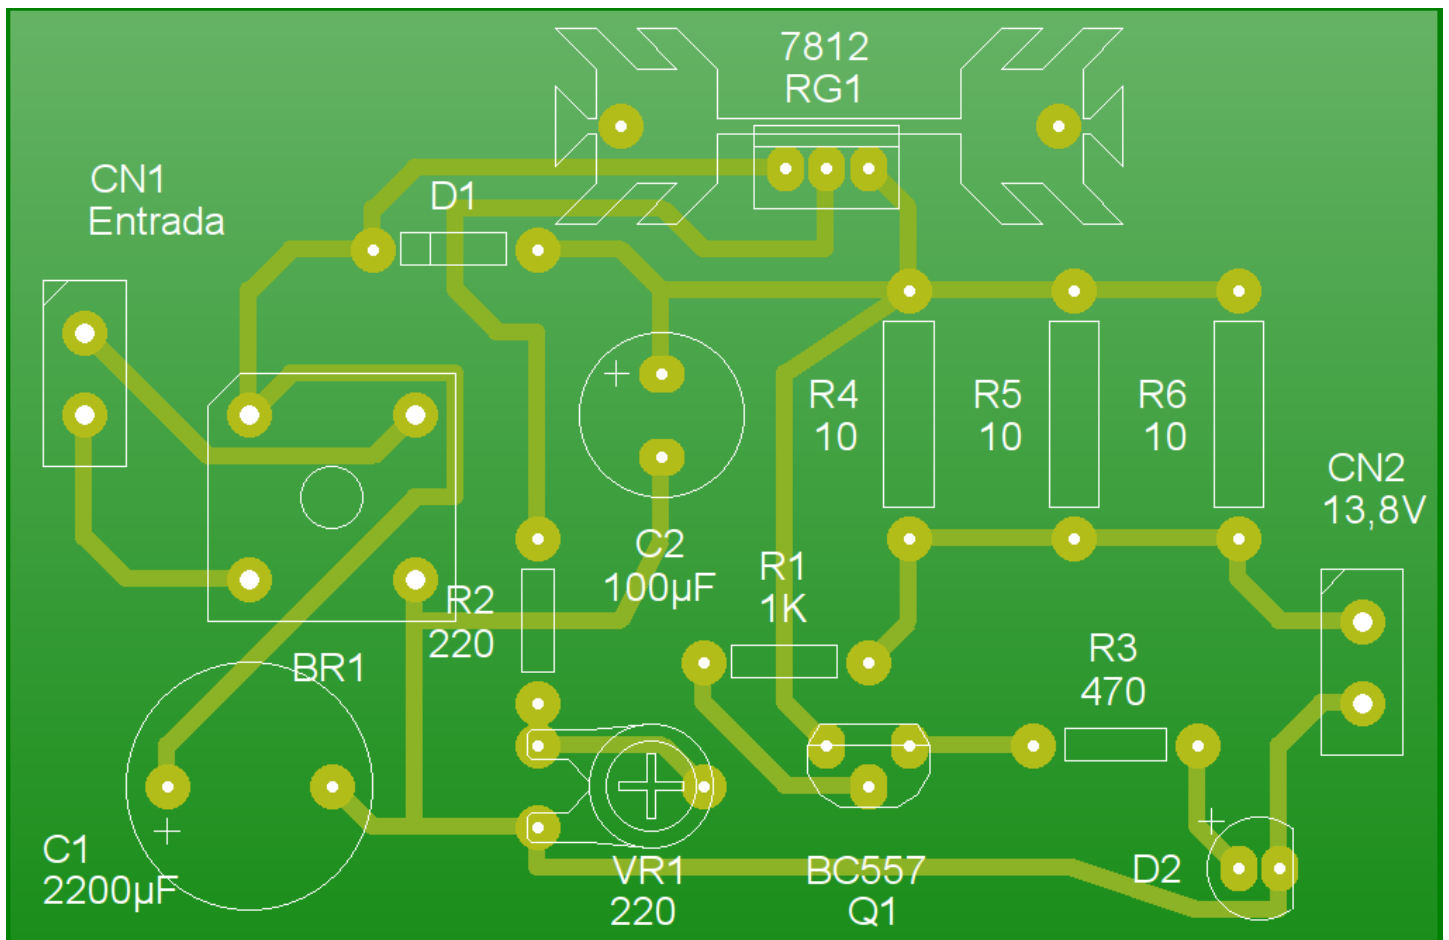 7812
RG1
CN1
Entrada
D1
R4
10
R5
10
R6
10
CN2
13,8V
C2
100µF
R1
1K
R2
220
BR1
R3
470
C1
2200µF
VR1
220
BC557
Q1
D2